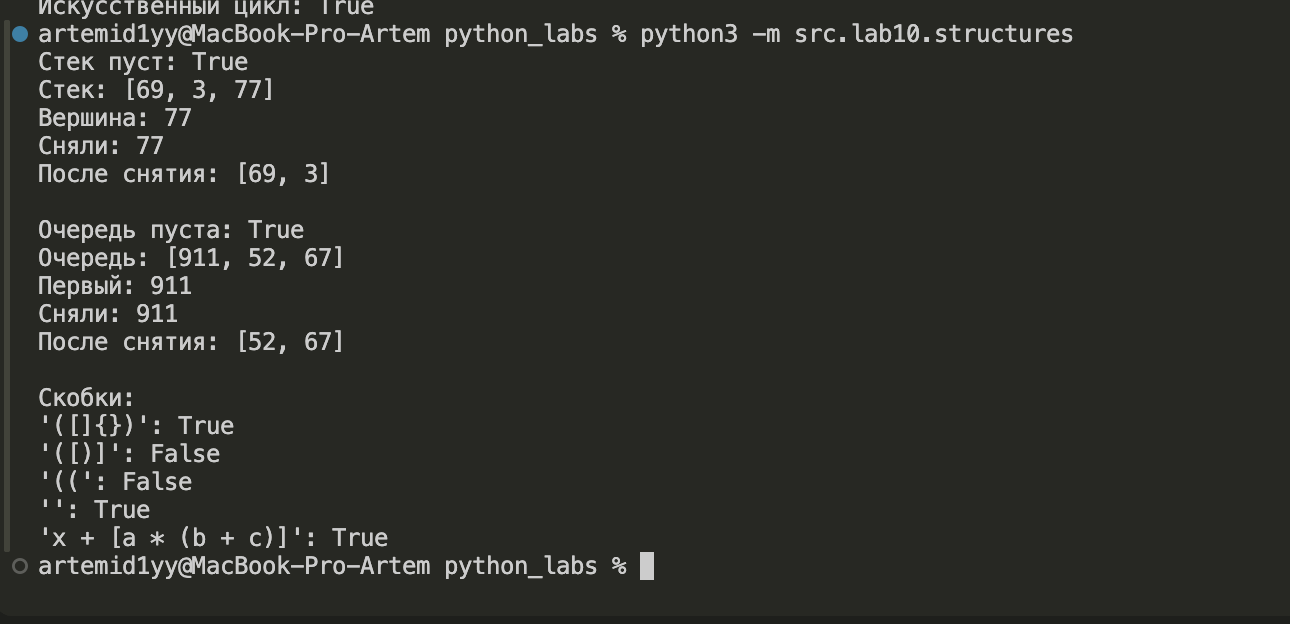 Искусственный цикл: True
artemid1yy@MacBook-Pro-Artem python_labs % python3 -m src.lab10.structures
Стек пуст: True
Стек: [69, 3, 77]
Вершина: 77
Сняли: 77
После снятия: [69, 3]
Очередь пуста: True
Очередь: [911, 52, 67]
Первый: 911
Сняли: 911
После снятия: [52, 67]
Скобки:
'([]{})': True
'([)]': False
'((': False
'': True
'x + [a * (b + c)]': True
artemid1yy@MacBook-Pro-Artem python_labs %